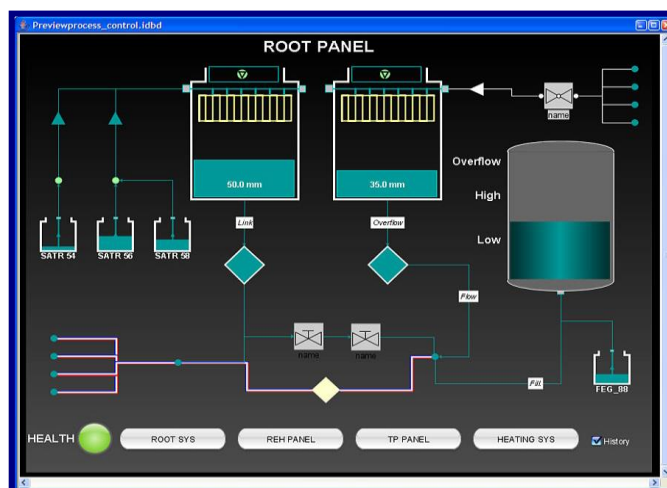 Previewprocess_control.idbd
ROOT PANEL
name
Overflow
High
Low
50.0 mm
35.0 mm
Link
Overflow
SATR 54
SATR 56
SATR 58
Flow
name
name
Fill
FEG_88
HEALTH
ROOT SYS
REH PANEL
TP PANEL
HEATING SYS
History